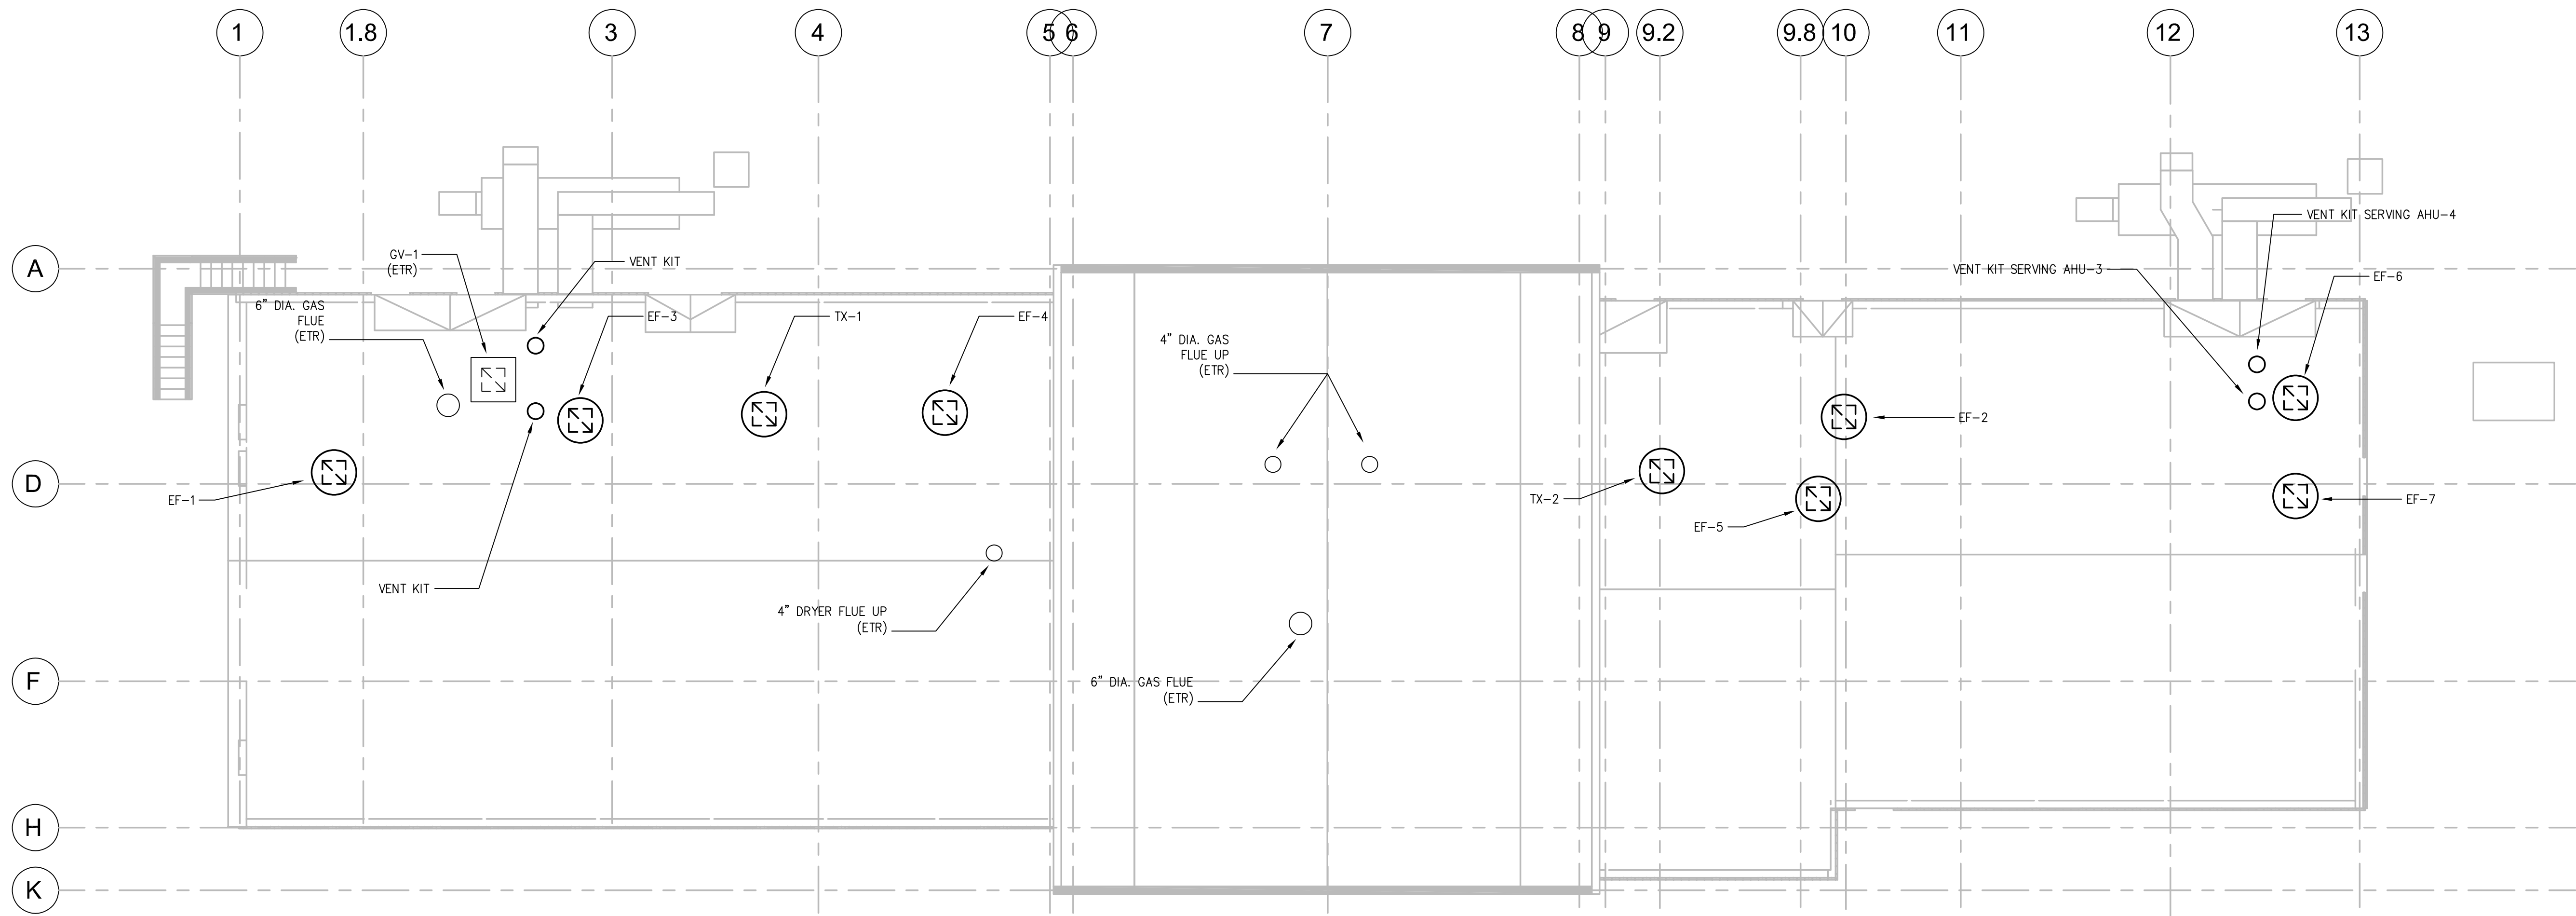 1
1.8
3
4
5
6
7
8
9
9.2
9.8
10
11
12
13
VENT KIT SERVING AHU-4
A
GV-1
(ETR)
VENT KIT
VENT KIT SERVING AHU-3
EF-6
6" DIA. GAS
FLUE
(ETR)
EF-3
TX-1
EF-4
4" DIA. GAS
FLUE UP
(ETR)
EF-2
D
EF-1
TX-2
EF-5
EF-7
VENT KIT
4" DRYER FLUE UP
(ETR)
F
6" DIA. GAS FLUE
(ETR)
H
K